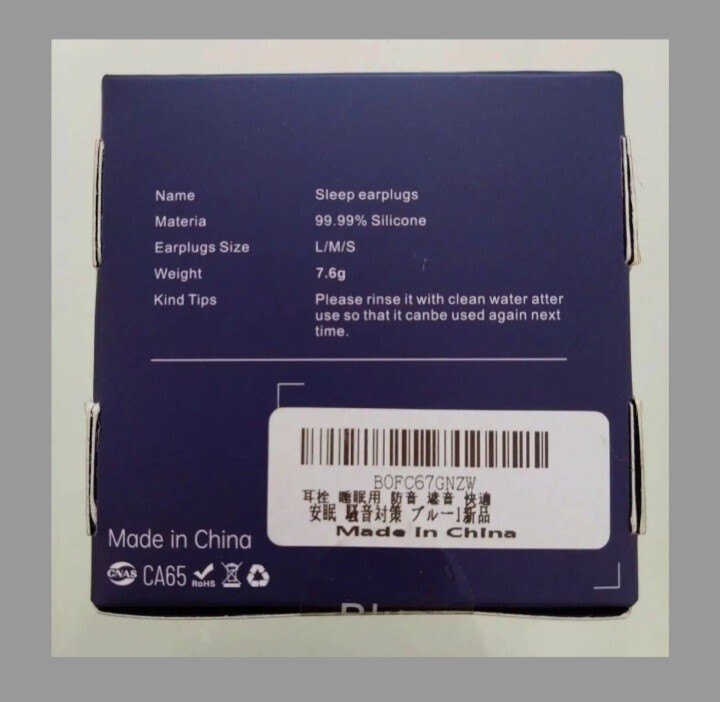 Name Sleep earplugs
Materia 99.99% Silicone
Earplugs Size L/M/S
Weight 7.6g
Kind Tips Please rinse it with clean water atter
use so that it canbe used again next
time.
B0FC67GNZW
耳栓 睡眠用 防音 遮音 快適
安眠 騒音対策 ブルー1新品
Made In China
Made in China
CNAS CA65 RoHS